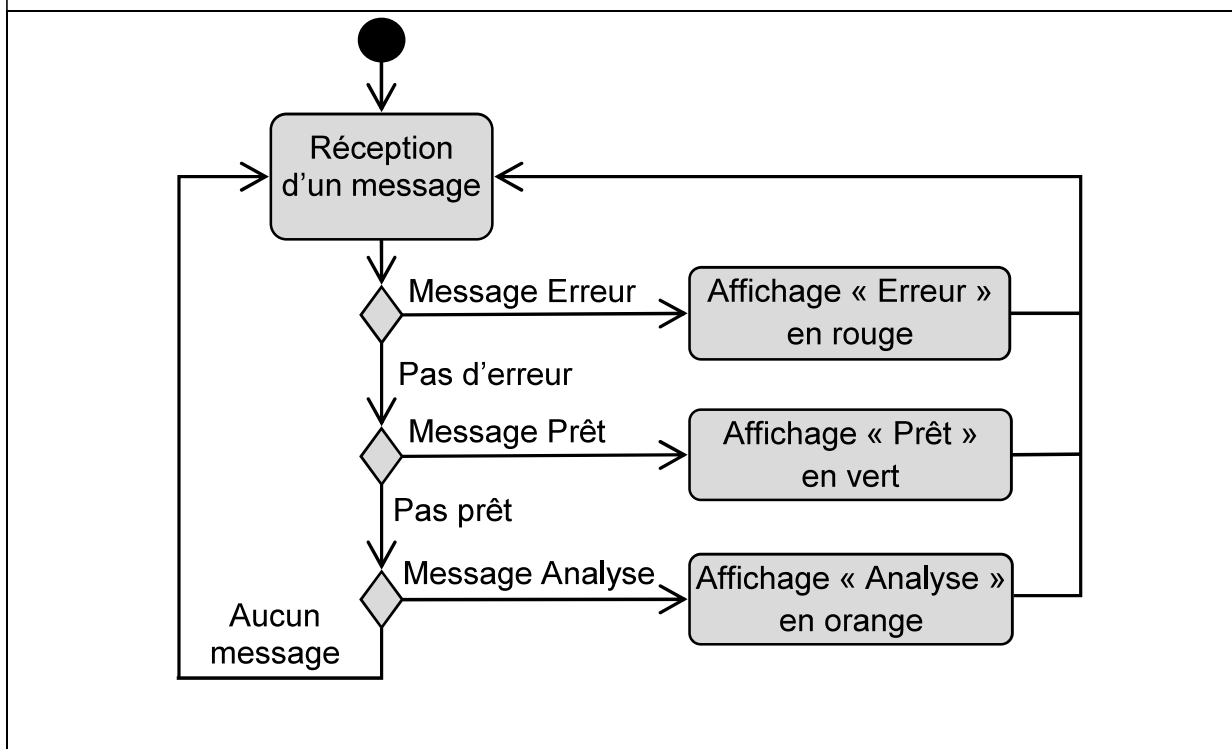 Réception
d’un message
Message Erreur
Affichage « Erreur »
en rouge
Pas d’erreur
Message Prêt
Affichage « Prêt »
en vert
Pas prêt
Message Analyse
Affichage « Analyse »
en orange
Aucun
message